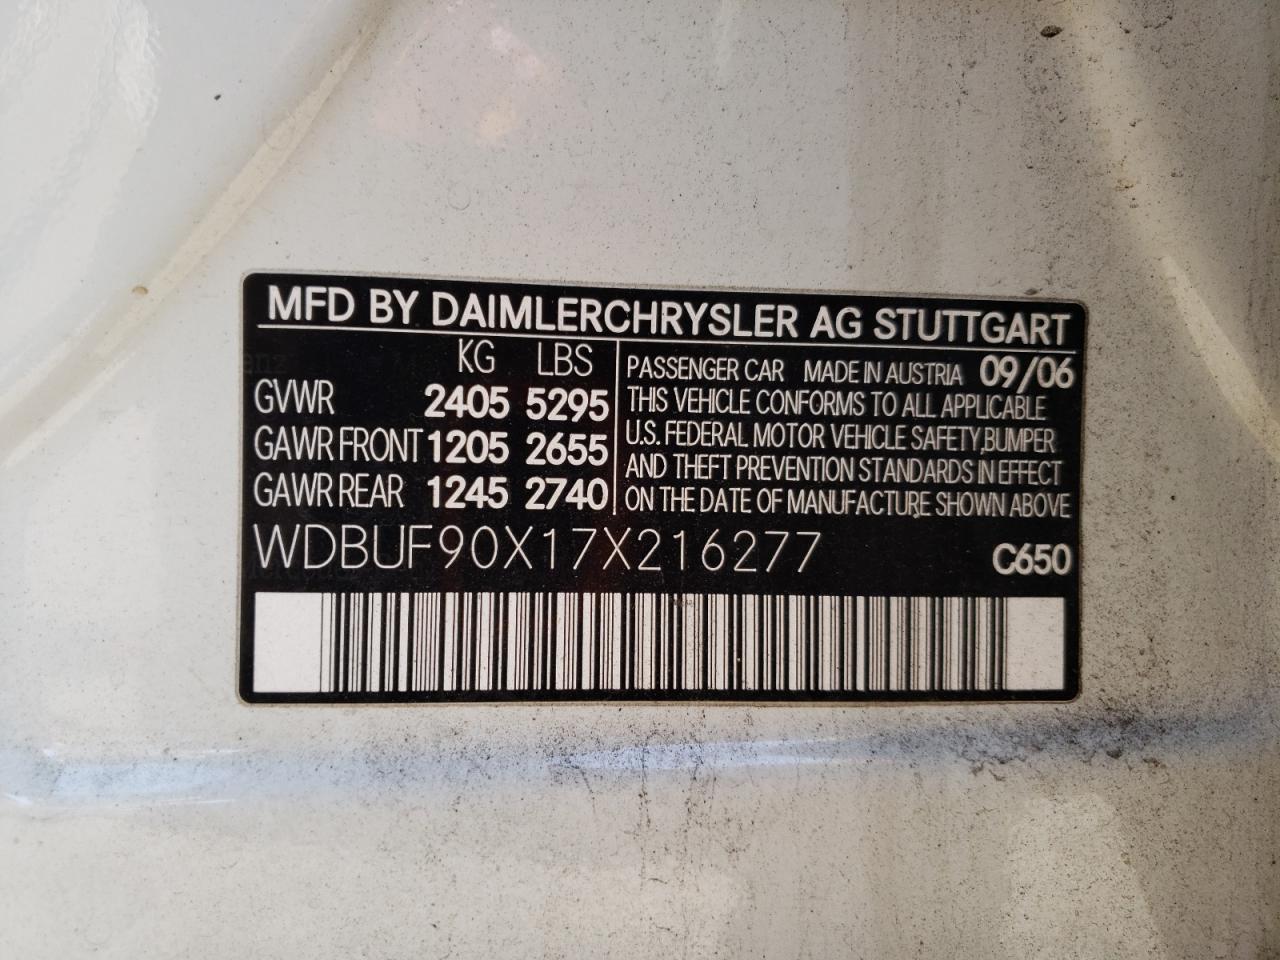 MFD BY DAIMLERCHRYSLER AG STUTTGART
KG LBS
GVWR 2405 5295
GAWR FRONT 1205 2655
GAWR REAR 1245 2740
PASSENGER CAR MADE IN AUSTRIA 09/06
THIS VEHICLE CONFORMS TO ALL APPLICABLE
U.S. FEDERAL MOTOR VEHICLE SAFETY,BUMPER
AND THEFT PREVENTION STANDARDS IN EFFECT
ON THE DATE OF MANUFACTURE SHOWN ABOVE
WDBUF90X17X216277 C650